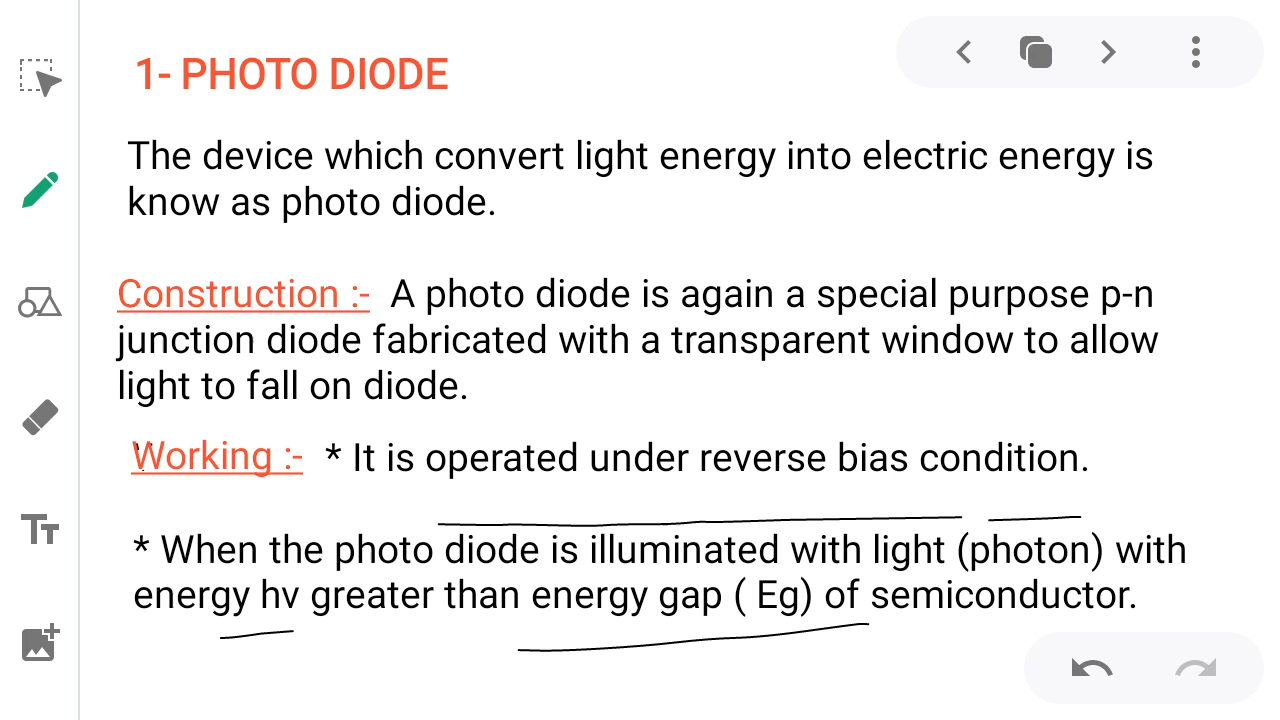 1- PHOTO DIODE
The device which convert light energy into electric energy is
know as photo diode.
Construction :- A photo diode is again a special purpose p-n
junction diode fabricated with a transparent window to allow
light to fall on diode.
Working :- * It is operated under reverse bias condition.
* When the photo diode is illuminated with light (photon) with
energy hv greater than energy gap ( Eg) of semiconductor.
TT